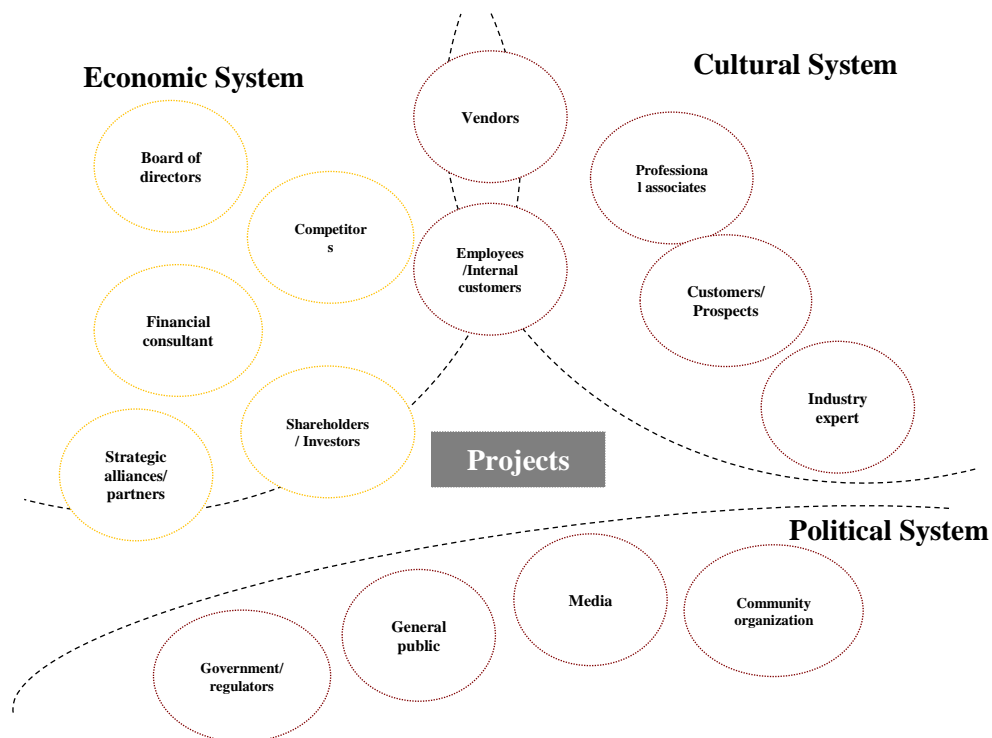 Economic System
Cultural System
Vendors
Board of
directors
Professiona
l associates
Competitor
s
Employees
/Internal
customers
Customers/
Prospects
Financial
consultant
Industry
expert
Shareholders
/ Investors
Strategic
alliances/
partners
Projects
Political System
Media
Community
organization
General
public
Government/
regulators